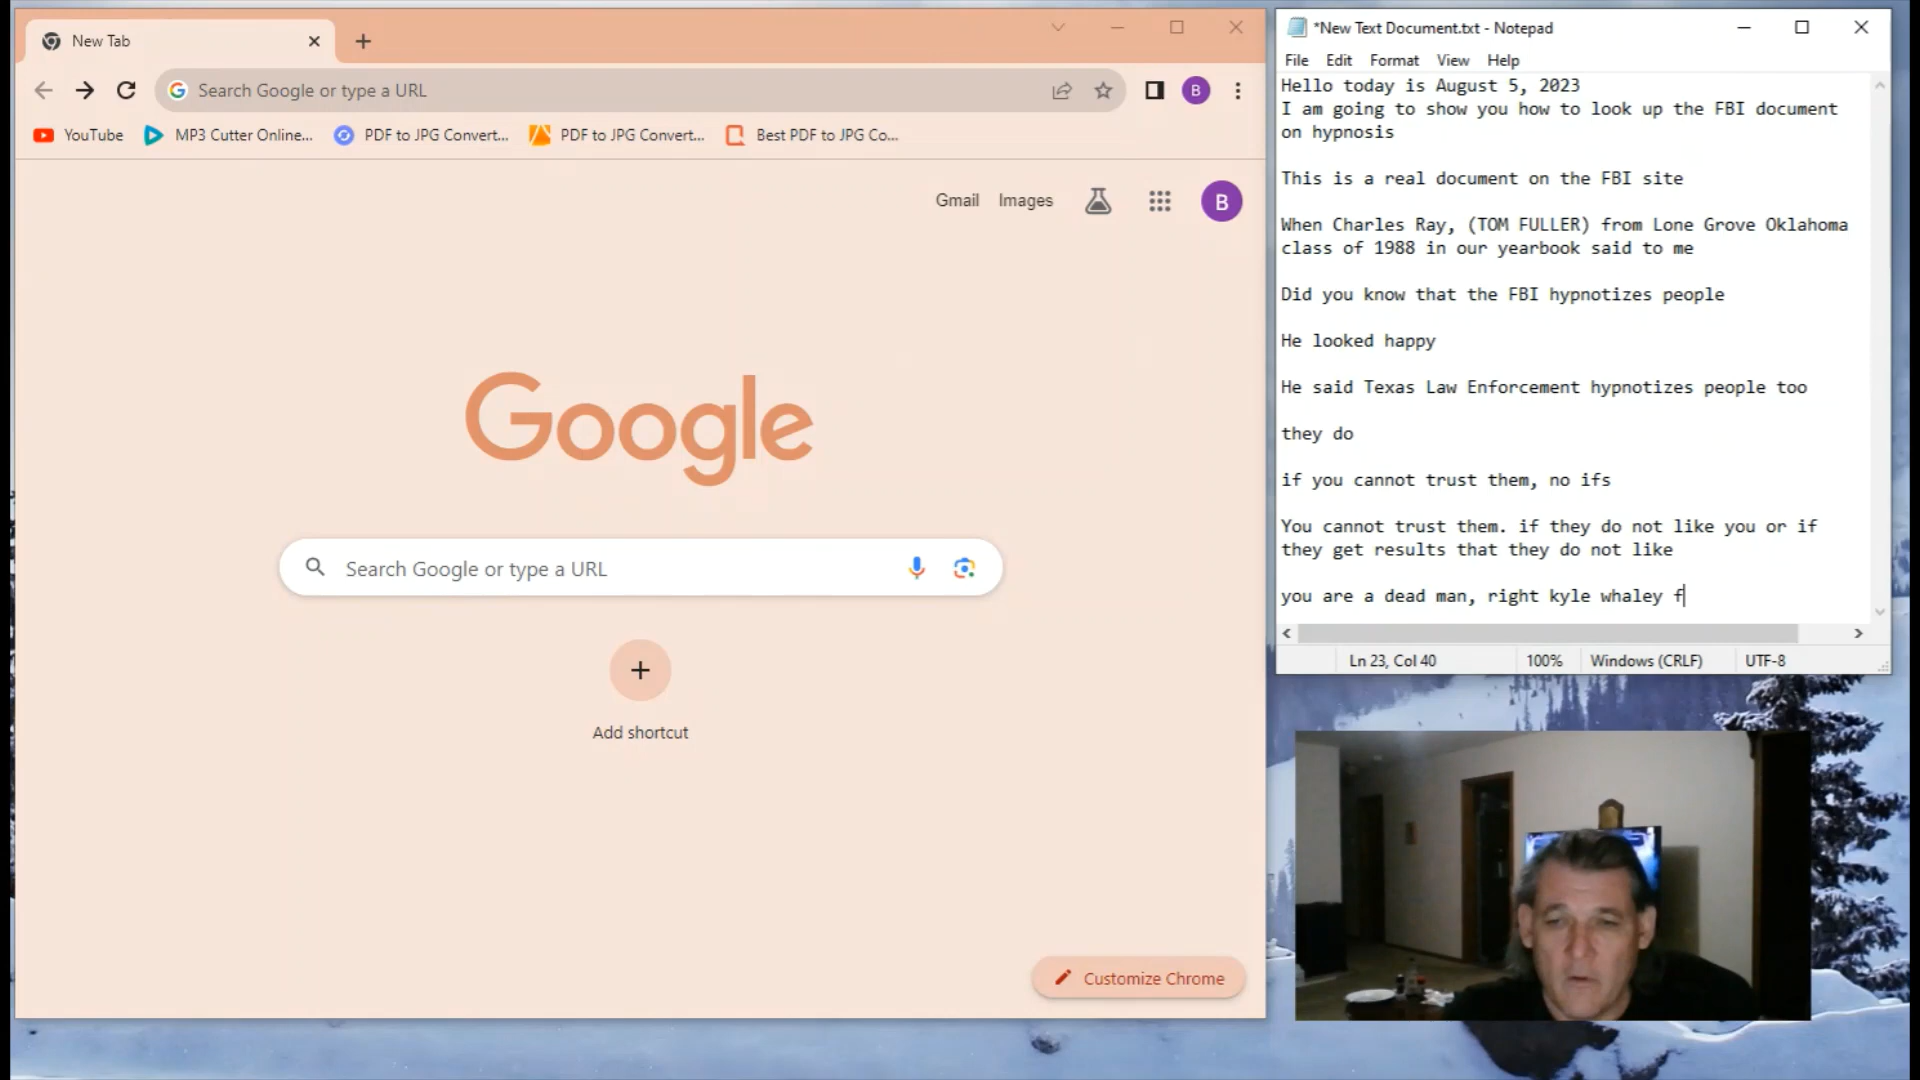 New Tab
Search Google or type a URL
B
YouTube
MP3 Cutter Online...
PDF to JPG Convert...
PDF to JPG Convert...
Best PDF to JPG Co...
Gmail
Images
B
Google
Search Google or type a URL
Add shortcut
Customize Chrome
*New Text Document.txt - Notepad
File Edit Format View Help
Hello today is August 5, 2023
I am going to show you how to look up the FBI document
on hypnosis
This is a real document on the FBI site
When Charles Ray, (TOM FULLER) from Lone Grove Oklahoma
class of 1988 in our yearbook said to me
Did you know that the FBI hypnotizes people
He looked happy
He said Texas Law Enforcement hypnotizes people too
they do
if you cannot trust them, no ifs
You cannot trust them. if they do not like you or if
they get results that they do not like
you are a dead man, right kyle whaley f
Ln 23, Col 40
100%
Windows (CRLF)
UTF-8